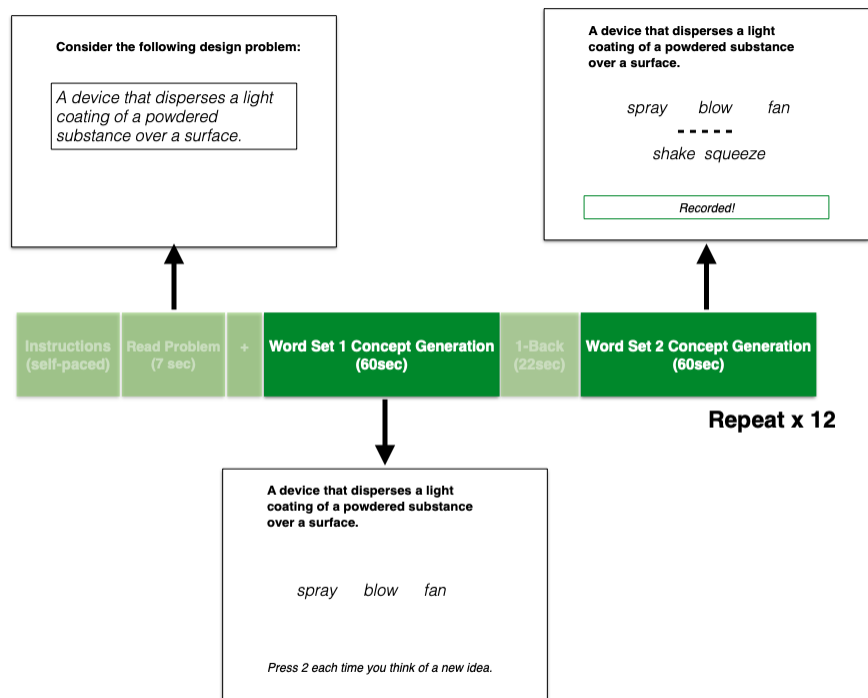 Consider the following design problem:
A device that disperses a light
coating of a powdered
substance over a surface.
A device that disperses a light
coating of a powdered substance
over a surface.
spray blow fan
shake squeeze
Recorded!
Instructions
(self-paced)
Read Problem
(7 sec)
+
Word Set 1 Concept Generation
(60sec)
1-Back
(22sec)
Word Set 2 Concept Generation
(60sec)
Repeat x 12
A device that disperses a light
coating of a powdered substance
over a surface.
spray blow fan
Press 2 each time you think of a new idea.